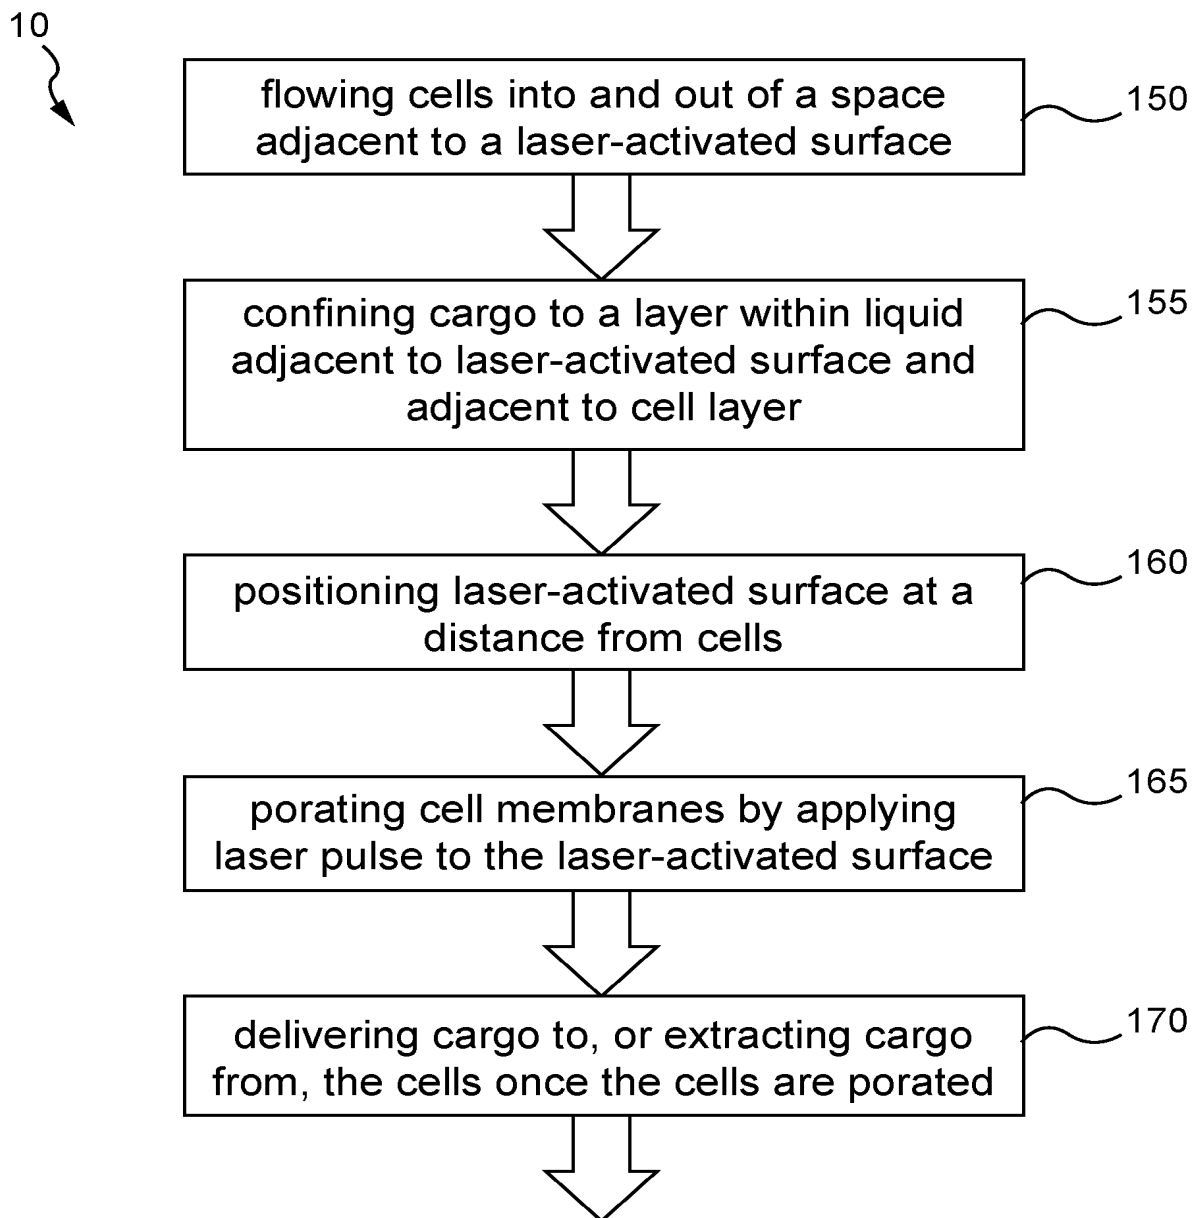 10
flowing cells into and out of a space
adjacent to a laser-activated surface
150
confining cargo to a layer within liquid
adjacent to laser-activated surface and
adjacent to cell layer
155
positioning laser-activated surface at a
distance from cells
160
porating cell membranes by applying
laser pulse to the laser-activated surface
165
delivering cargo to, or extracting cargo
from, the cells once the cells are porated
170